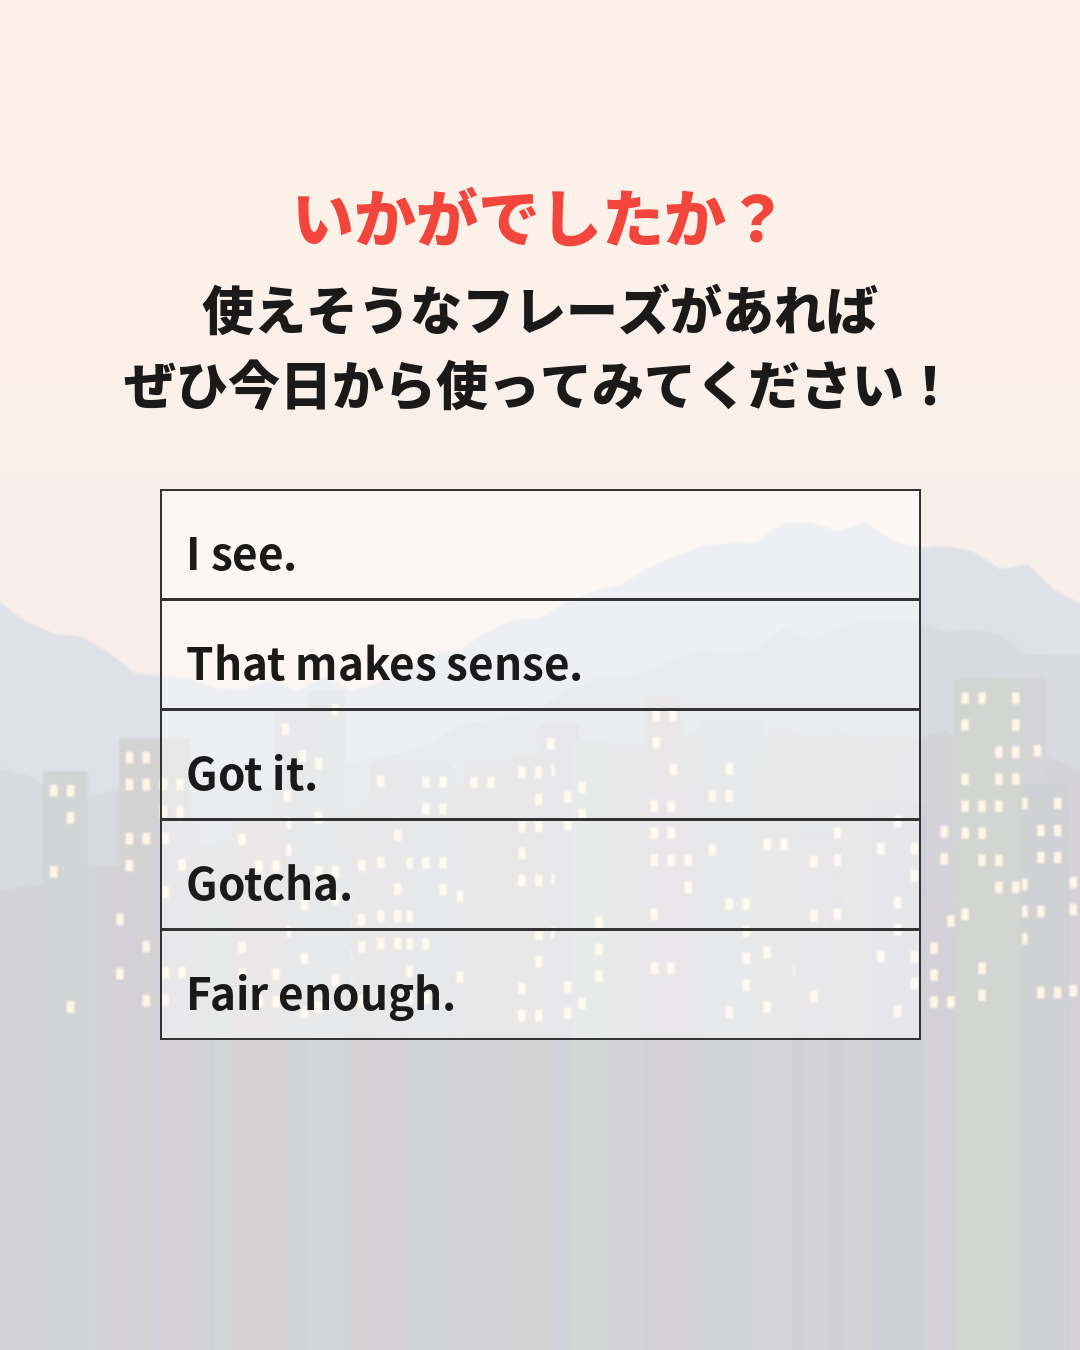 いかがでしたか？
使えそうなフレーズがあれば
ぜひ今日から使ってみてください！
I see.
That makes sense.
Got it.
Gotcha.
Fair enough.